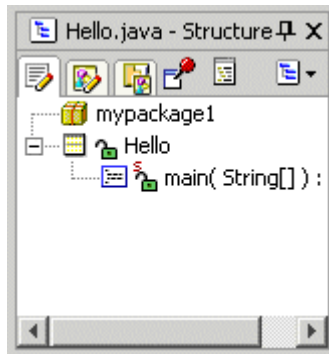 Hello.java - Structure
mypackage1
Hello
S
main( String[] ) :